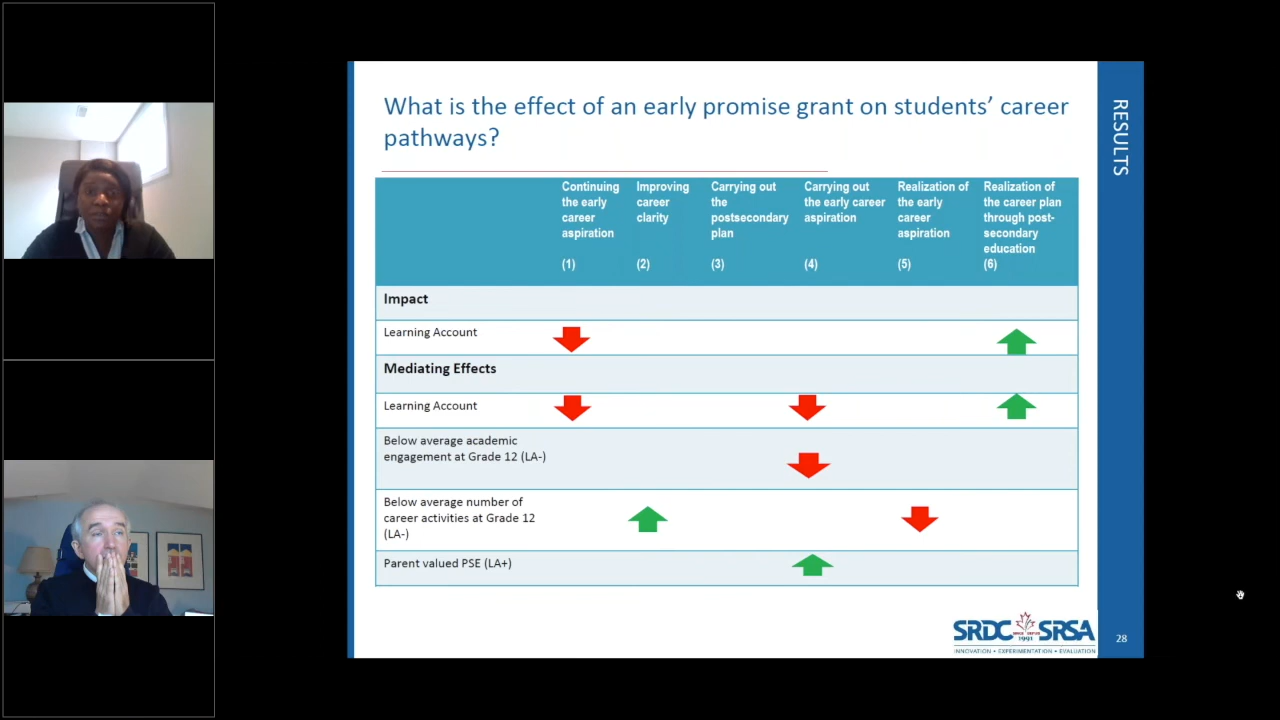 What is the effect of an early promise grant on students’ career
pathways?
RESULTS
Continuing
the early
career
aspiration
(1)
Improving
career
clarity
(2)
Carrying out
the
postsecondary
plan
(3)
Carrying out
the early career
aspiration
(4)
Realization of
the early
career
aspiration
(5)
Realization of
the career plan
through post-
secondary
education
(6)
Impact
Learning Account
Mediating Effects
Learning Account
Below average academic
engagement at Grade 12 (LA-)
Below average number of
career activities at Grade 12
(LA-)
Parent valued PSE (LA+)
SRDC SRSA
1991
INNOVATION • EXPERIMENTATION • EVALUATION
28